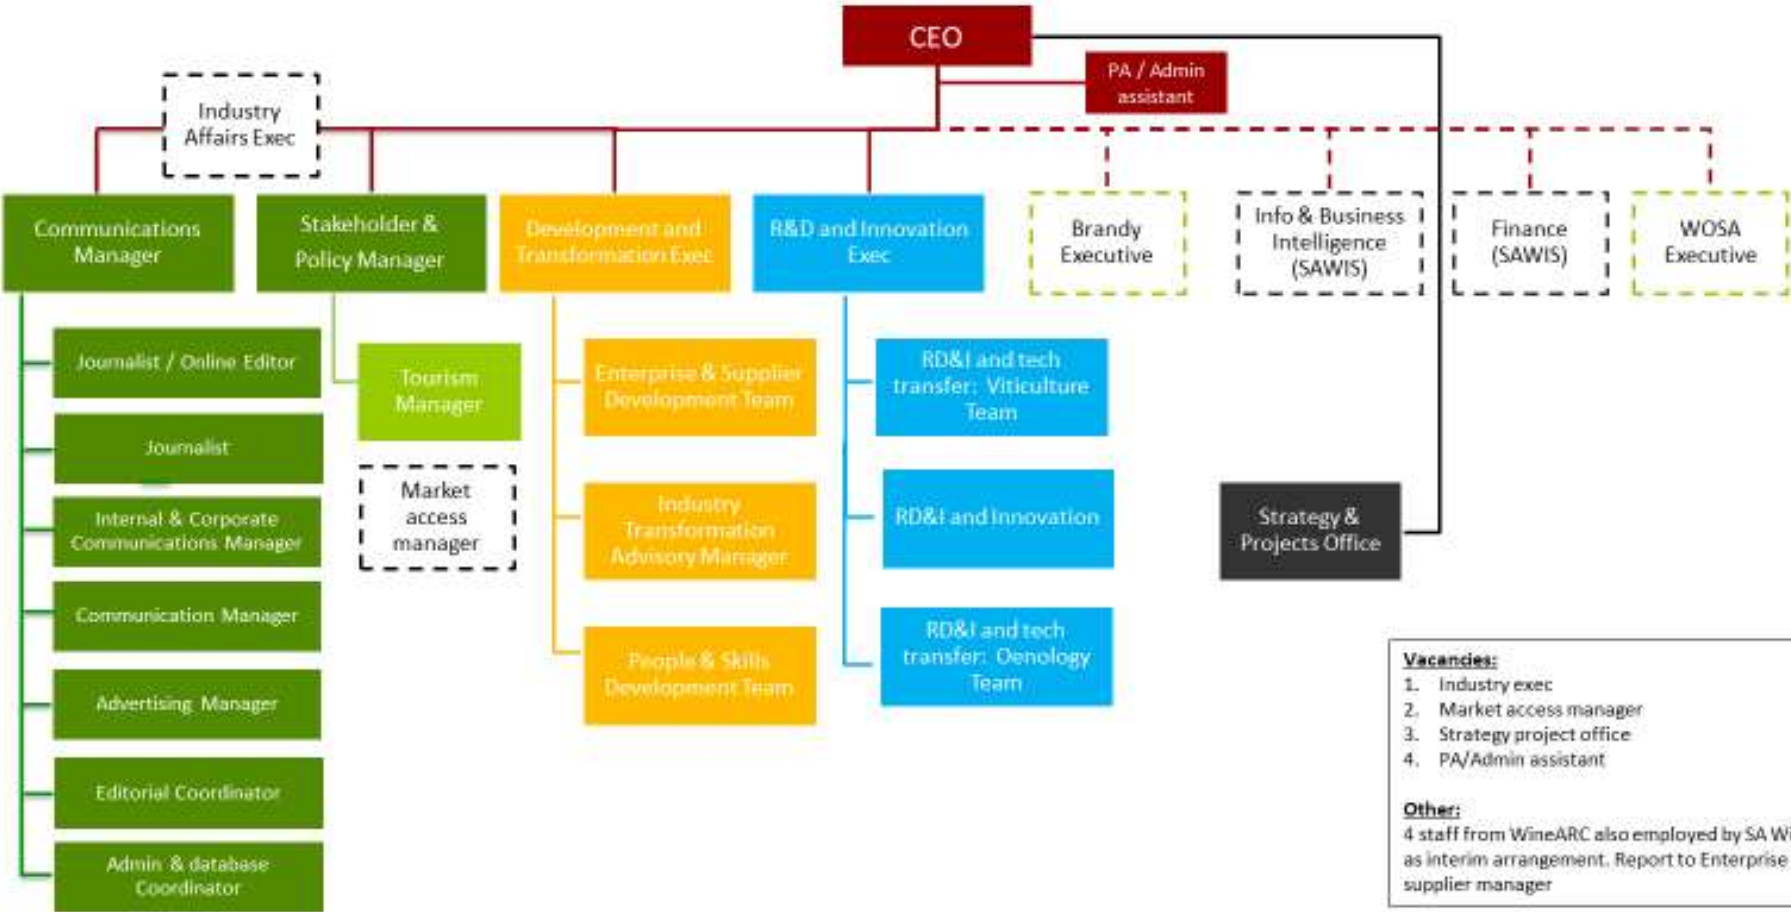 CEO
PA / Admin
assistant
Industry
Affairs Exec
Communications
Manager
Stakeholder &
Policy Manager
Development and
Transformation Exec
R&D and Innovation
Exec
Brandy
Executive
Info & Business
Intelligence
(SAWIS)
Finance
(SAWIS)
WOSA
Executive
Journalist / Online Editor
Journalist
Internal & Corporate
Communications Manager
Communication Manager
Advertising Manager
Editorial Coordinator
Admin & database
Coordinator
Tourism
Manager
Market
access
manager
Enterprise & Supplier
Development Team
Industry
Transformation
Advisory Manager
People & Skills
Development Team
RD&I and tech
transfer: Viticulture
Team
RD&I and Innovation
RD&I and tech
transfer: Oenology
Team
Strategy &
Projects Office
Vacancies:
1. Industry exec
2. Market access manager
3. Strategy project office
4. PA/Admin assistant
Other:
4 staff from WineARC also employed by SA Wi
as interim arrangement. Report to Enterprise
supplier manager